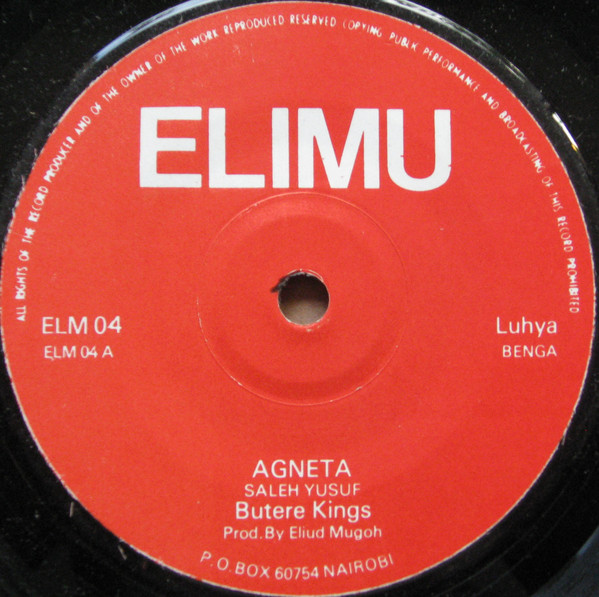 ALL RIGHTS OF THE RECORD PRODUCER AND OF THE OWNER OF THE WORK REPRODUCED RESERVED COPYING PUBLIC PERFORMANCE AND BROADCASTING OF THIS RECORD PROHIBITED
ELIMU
ELM 04
ELM 04 A
Luhya
BENGA
AGNETA
SALEH YUSUF
Butere Kings
Prod. By Eliud Mugoh
P.O.BOX 60754 NAIROBI